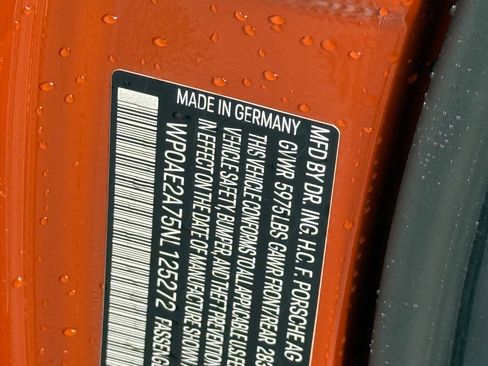 MFD. BY DR. ING. H.C. F. PORSCHE AG
GVWR 5975 LBS GAWR FRONT/REAR
THIS VEHICLE CONFORMS TO ALL APPLICABLE
VEHICLE SAFETY, BUMPER, AND THEFT PREVENTION
IN EFFECT ON THE DATE OF MANUFACTURE SHOWN
WP0AE2A75NL125272
MADE IN GERMANY